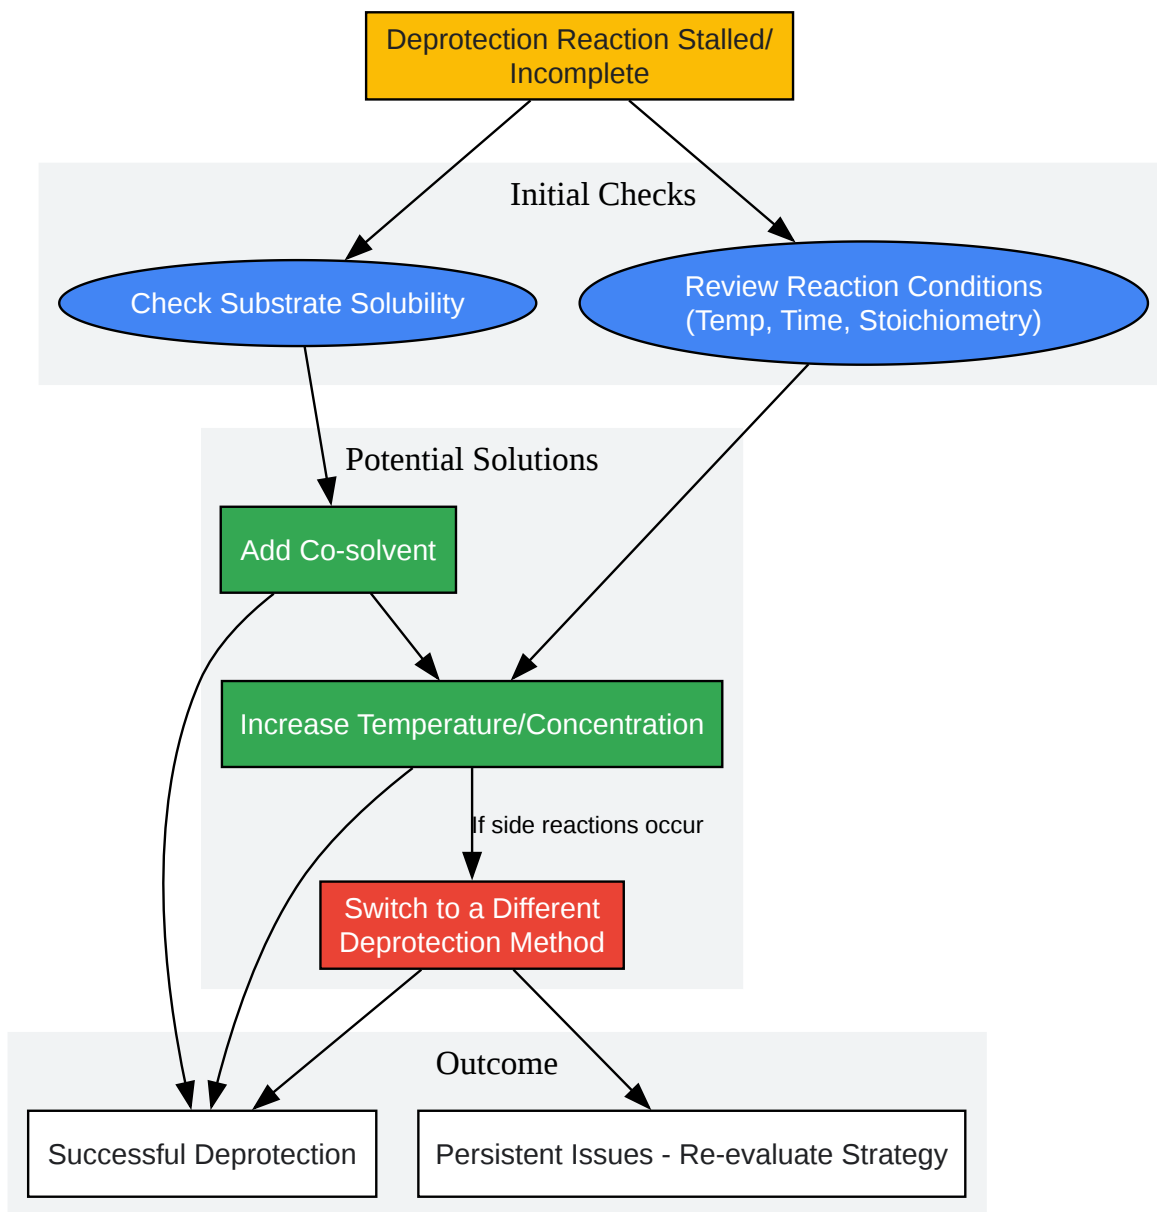 Deprotection Reaction Stalled/
Incomplete
Initial Checks
Check Substrate Solubility
Review Reaction Conditions
(Temp, Time, Stoichiometry)
Potential Solutions
Add Co-solvent
Increase Temperature/Concentration
If side reactions occur
Switch to a Different
Deprotection Method
Outcome
Successful Deprotection
Persistent Issues - Re-evaluate Strategy